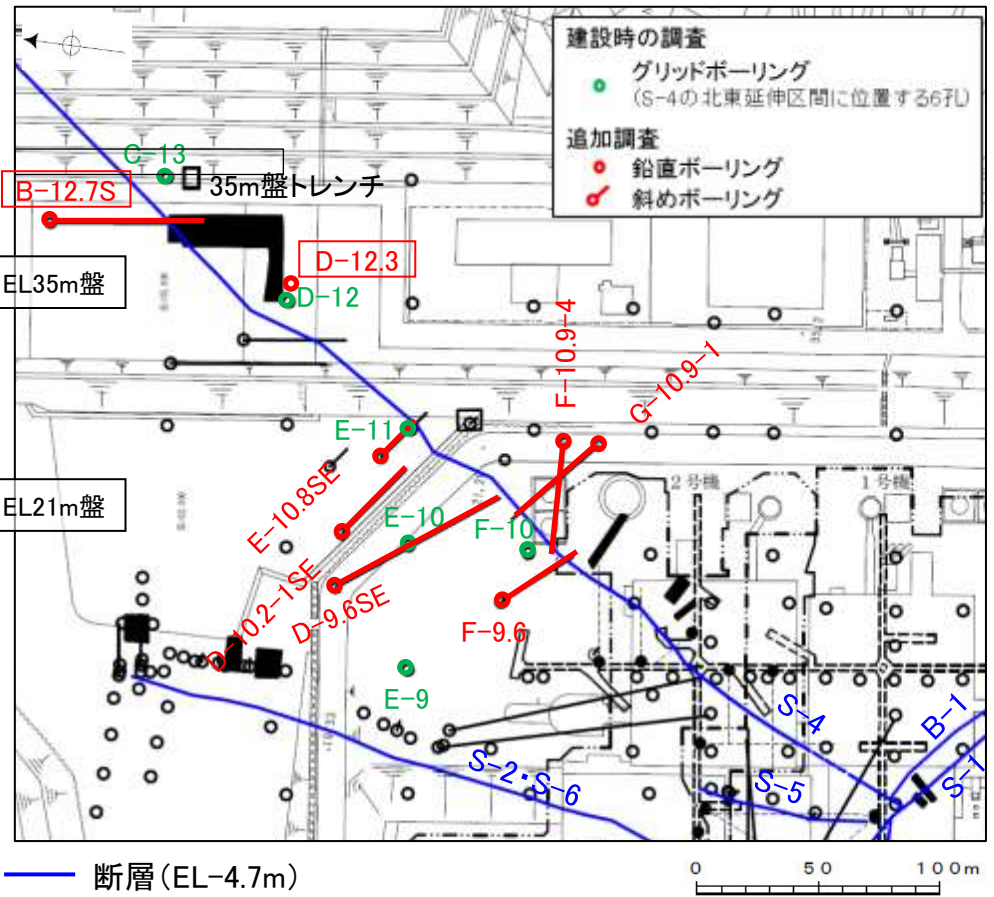 建設時の調査
グリッドボーリング
(S-4の北東延伸区間に位置する6孔)
追加調査
鉛直ボーリング
斜めボーリング
C-13
B-12.7S
35m盤トレンチ
D-12.3
EL35m盤
D-12
F-10.9-4
G-10.9-1
E-11
E-10.8SE
EL21m盤
2号機
1号機
E-10
F-10
D-10.2-1SE
D-9.6SE
F-9.6
E-9
S-4
B-1
S-2・S-6
S-5
S-1
断層(EL-4.7m)
0 50 100m